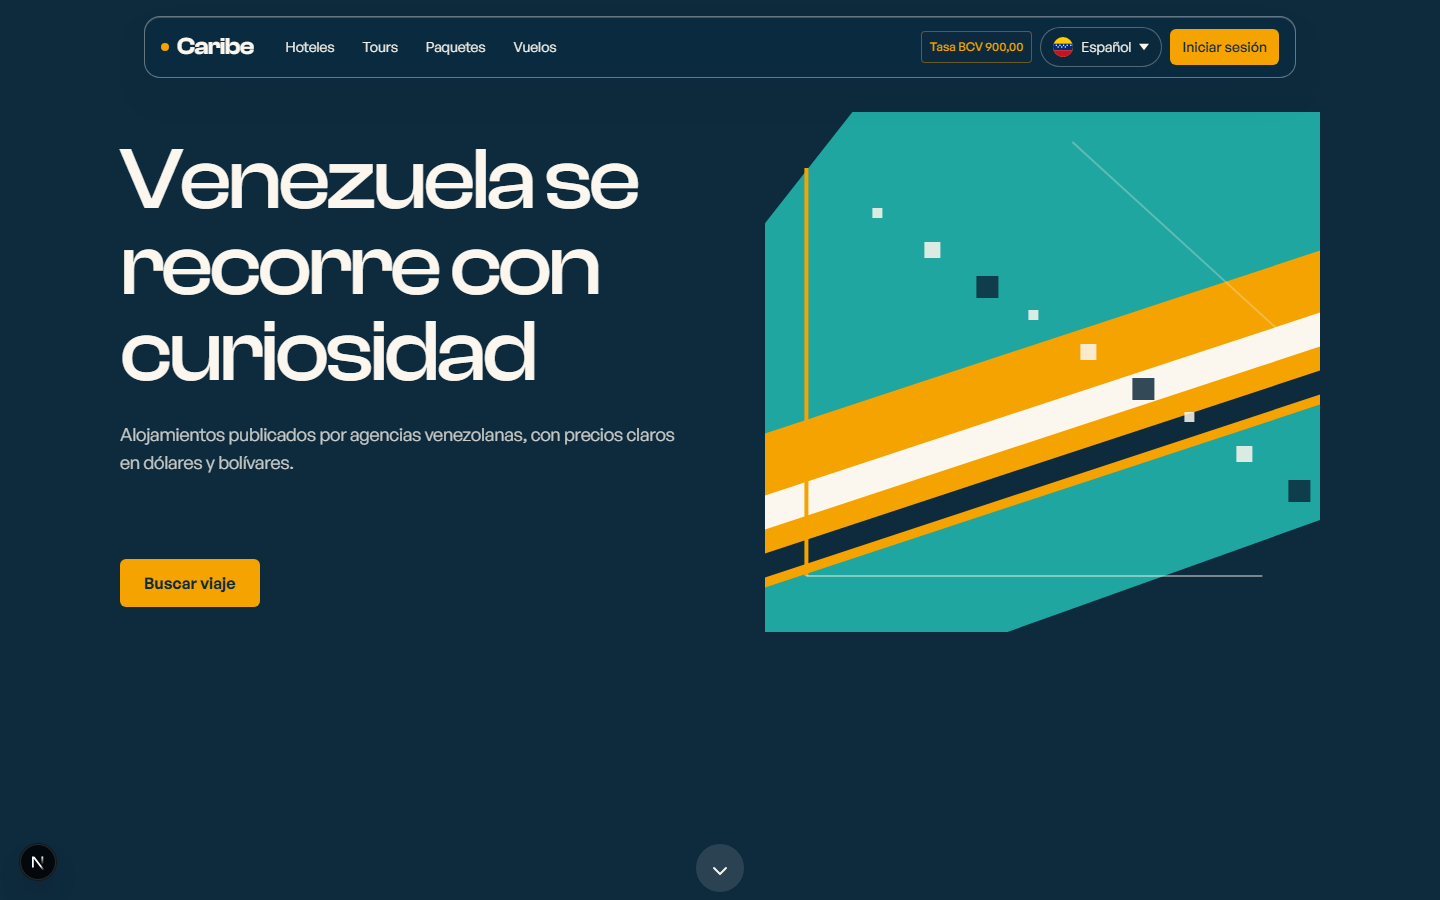 Caribe
Hoteles
Tours
Paquetes
Vuelos
Tasa BCV 900,00
Español
Iniciar sesión
Venezuela se
recorre con
curiosidad
Alojamientos publicados por agencias venezolanas, con precios claros
en dólares y bolívares.
Buscar viaje
N